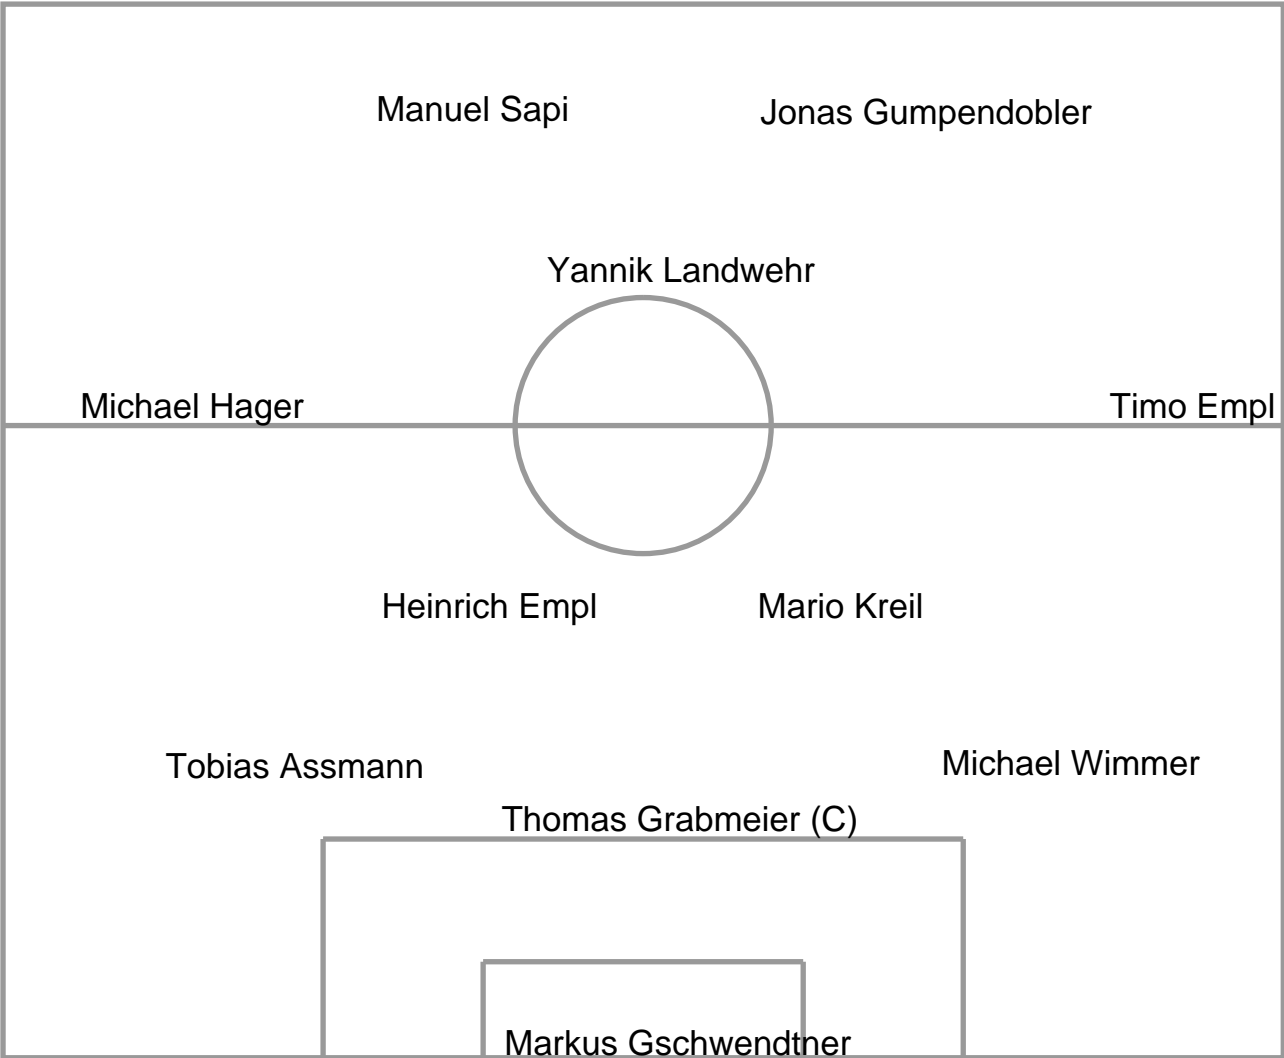 Manuel Sapi
Jonas Gumpendobler
Yannik Landwehr
Michael Hager
Timo Empl
Heinrich Empl
Mario Kreil
Tobias Assmann
Michael Wimmer
Thomas Grabmeier (C)
Markus Gschwendtner